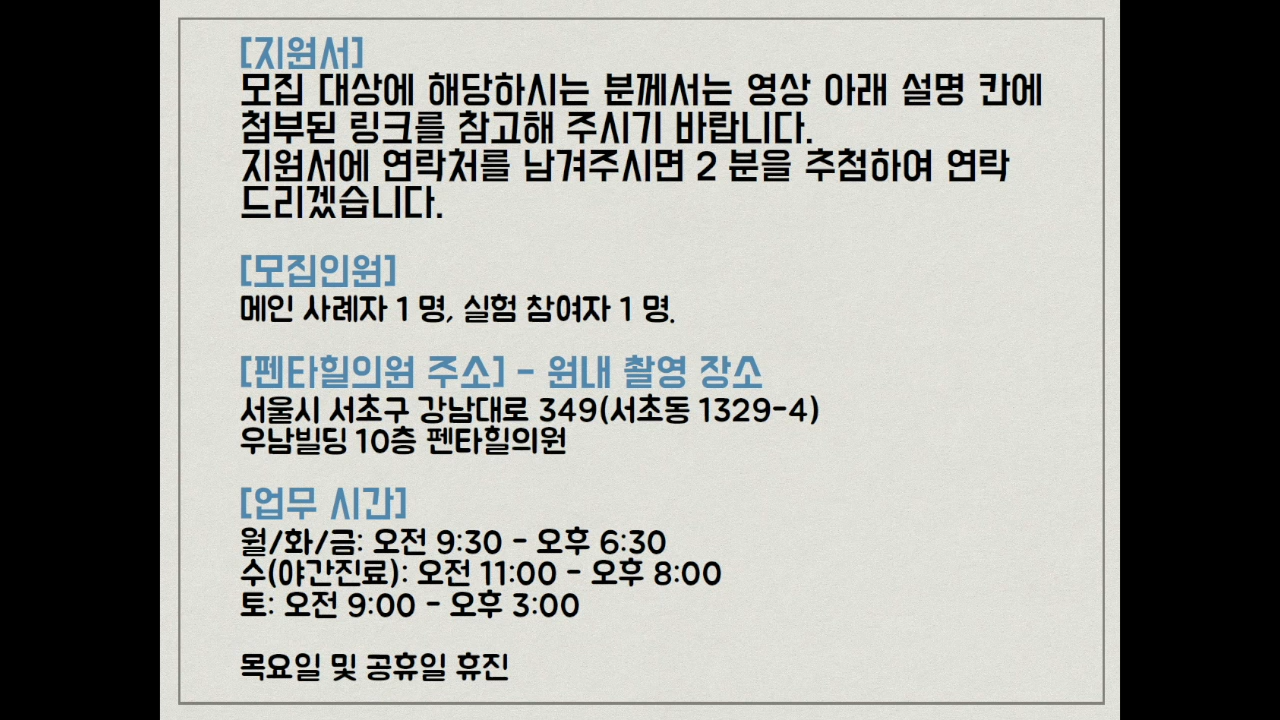 [지원서]
모집 대상에 해당하시는 분께서는 영상 아래 설명 칸에
첨부된 링크를 참고해 주시기 바랍니다.
지원서에 연락처를 남겨주시면 2 분을 추첨하여 연락
드리겠습니다.
[모집인원]
메인 사례자 1 명, 실험 참여자 1 명.
[펜타힐의원 주소] - 원내 촬영 장소
서울시 서초구 강남대로 349(서초동 1329-4)
우남빌딩 10층 펜타힐의원
[업무 시간]
월/화/금: 오전 9:30 - 오후 6:30
수(야간진료): 오전 11:00 - 오후 8:00
토: 오전 9:00 - 오후 3:00
목요일 및 공휴일 휴진